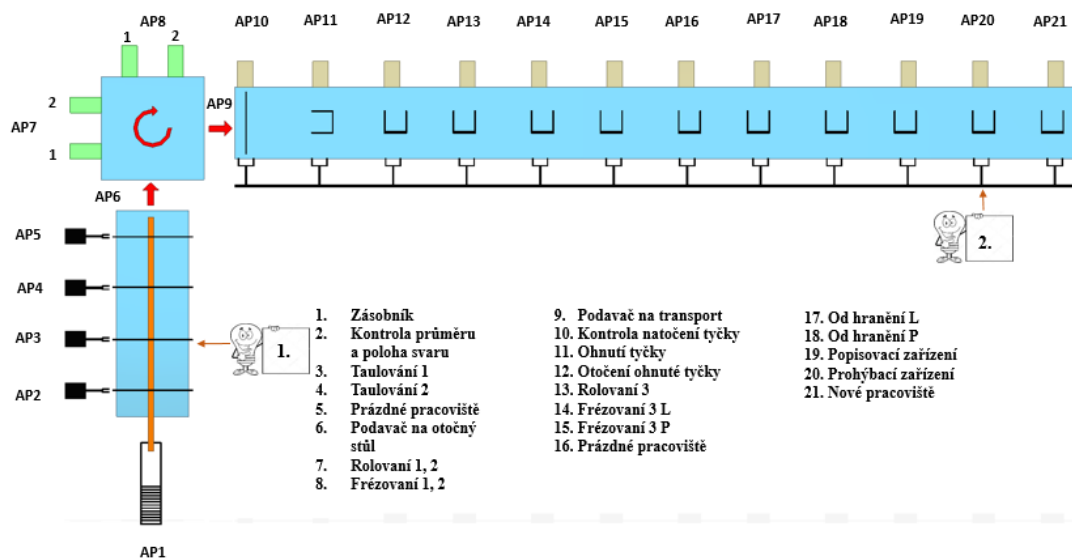 AP8
AP10
AP11
AP12
AP13
AP14
AP15
AP16
AP17
AP18
AP19
AP20
AP21
1
2
2
AP7
1
AP9
AP6
AP5
AP4
AP3
AP2
1.
2.
1. Zásobník
2. Kontrola průměru
a poloha svaru
3. Taulování 1
4. Taulování 2
5. Prázdné pracoviště
6. Podavač na otočný
stůl
7. Rolovaní 1, 2
8. Frézovaní 1, 2
9. Podavač na transport
10. Kontrola natočení tyčky
11. Ohnutí tyčky
12. Otočení ohnuté tyčky
13. Rolovaní 3
14. Frézovaní 3 L
15. Frézovaní 3 P
16. Prázdné pracoviště
17. Od hranění L
18. Od hranění P
19. Popisovací zařízení
20. Prohýbací zařízení
21. Nové pracoviště
AP1